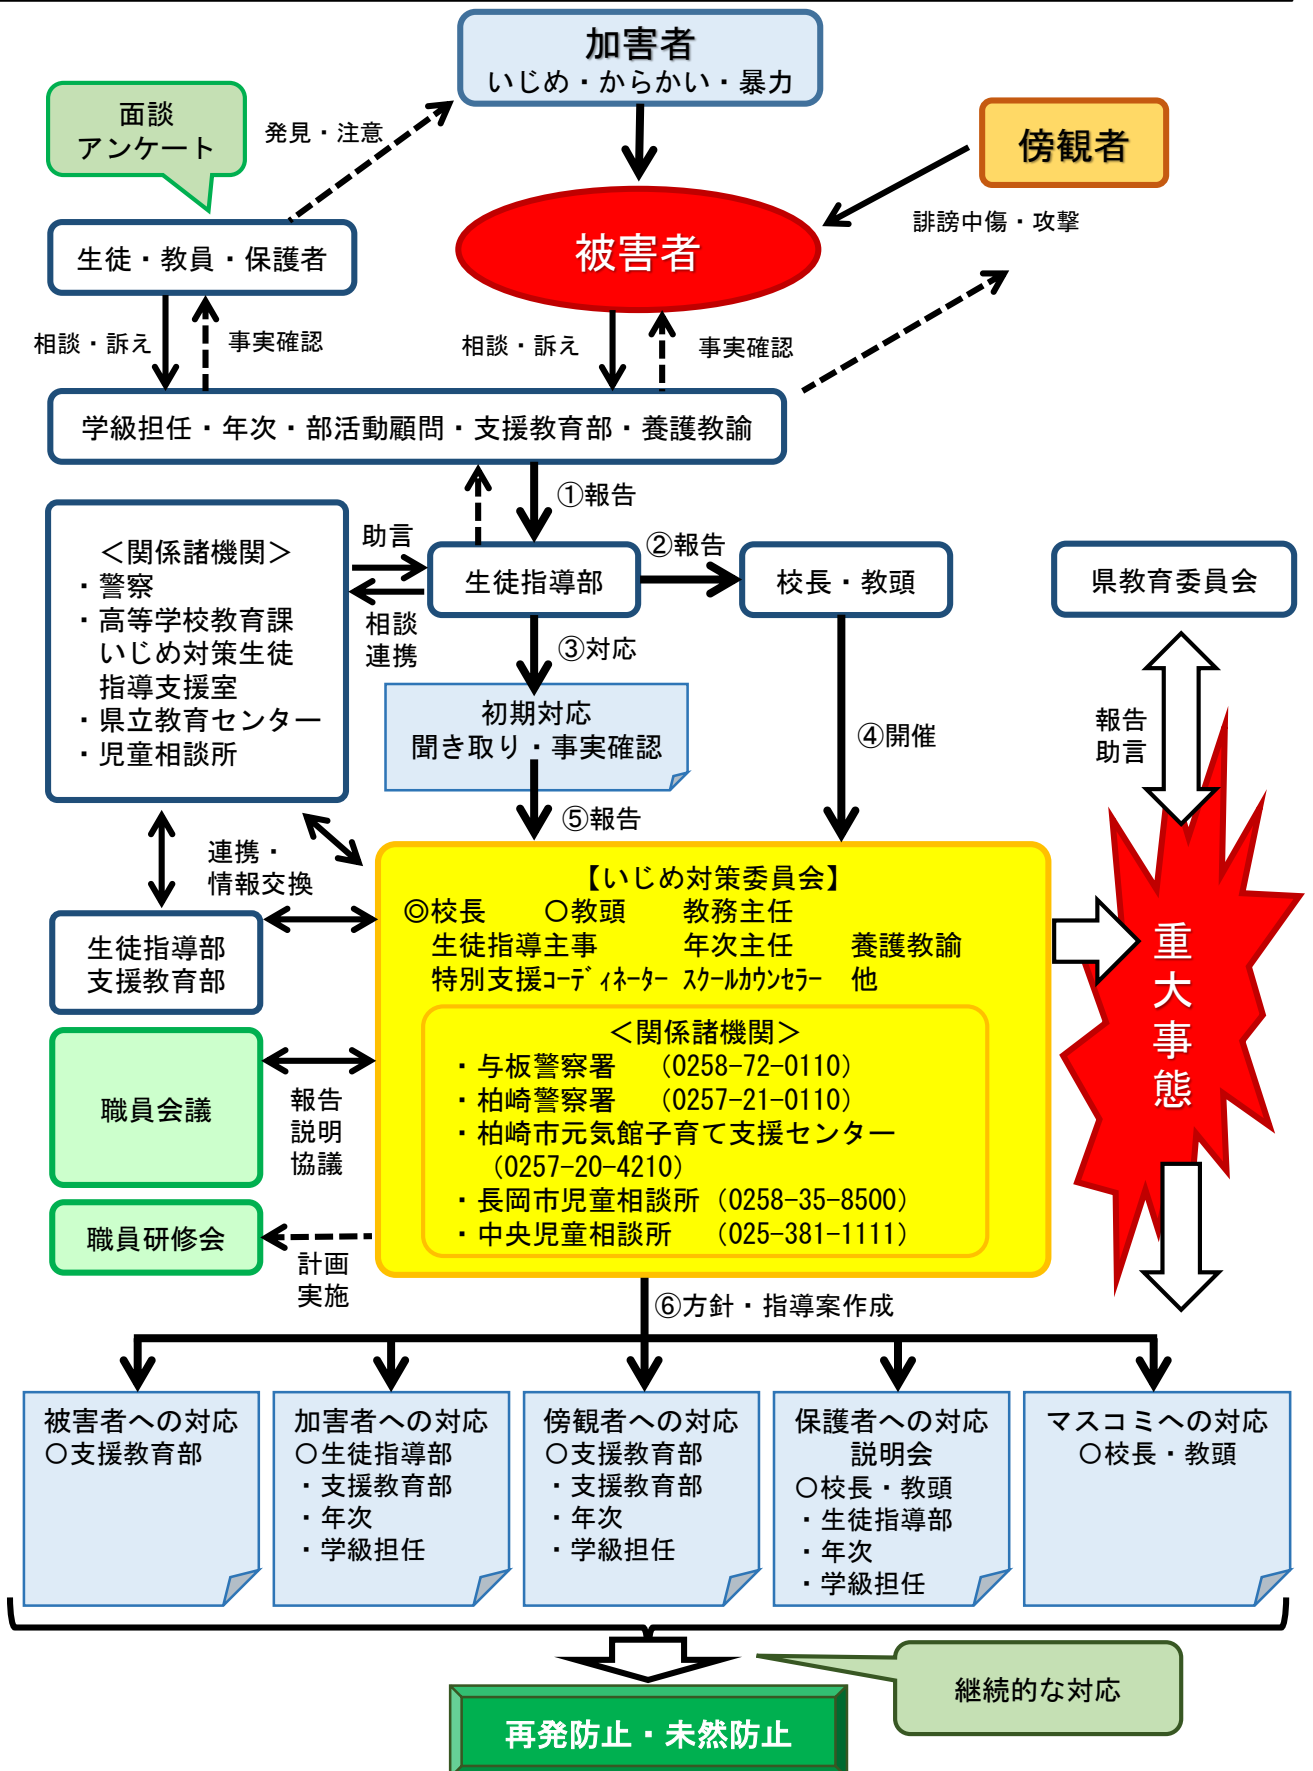 加害者
いじめ・からかい・暴力
面談
アンケート
発見・注意
傍観者
誹謗中傷・攻撃
被害者
生徒・教員・保護者
相談・訴え
事実確認
相談・訴え
事実確認
学級担任・年次・部活動顧問・支援教育部・養護教諭
①報告
＜関係諸機関＞
・警察
・高等学校教育課
いじめ対策生徒
指導支援室
・県立教育センター
・児童相談所
助言
相談
連携
生徒指導部
②報告
校長・教頭
県教育委員会
③対応
初期対応
聞き取り・事実確認
④開催
報告
助言
⑤報告
連携・
情報交換
生徒指導部
支援教育部
【いじめ対策委員会】
◎校長　〇教頭　教務主任
生徒指導主事　年次主任　養護教諭
特別支援ｺｰﾃﾞｨﾈｰﾀｰ ｽｸｰﾙｶｳﾝｾﾗｰ 他
＜関係諸機関＞
・与板警察署　（0258-72-0110）
・柏崎警察署　（0257-21-0110）
・柏崎市元気館子育て支援センター
（0257-20-4210）
・長岡市児童相談所（0258-35-8500）
・中央児童相談所　（025-381-1111）
重大事態
職員会議
報告
説明
協議
職員研修会
計画
実施
⑥方針・指導案作成
被害者への対応
〇支援教育部
加害者への対応
〇生徒指導部
・支援教育部
・年次
・学級担任
傍観者への対応
〇支援教育部
・支援教育部
・年次
・学級担任
保護者への対応
説明会
〇校長・教頭
・生徒指導部
・年次
・学級担任
マスコミへの対応
〇校長・教頭
継続的な対応
再発防止・未然防止